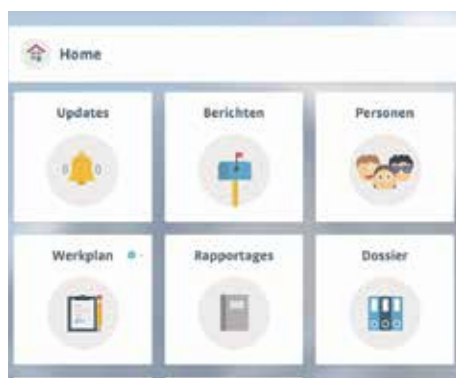 Home
Updates
Berichten
Personen
Werkplan
Rapportages
Dossier